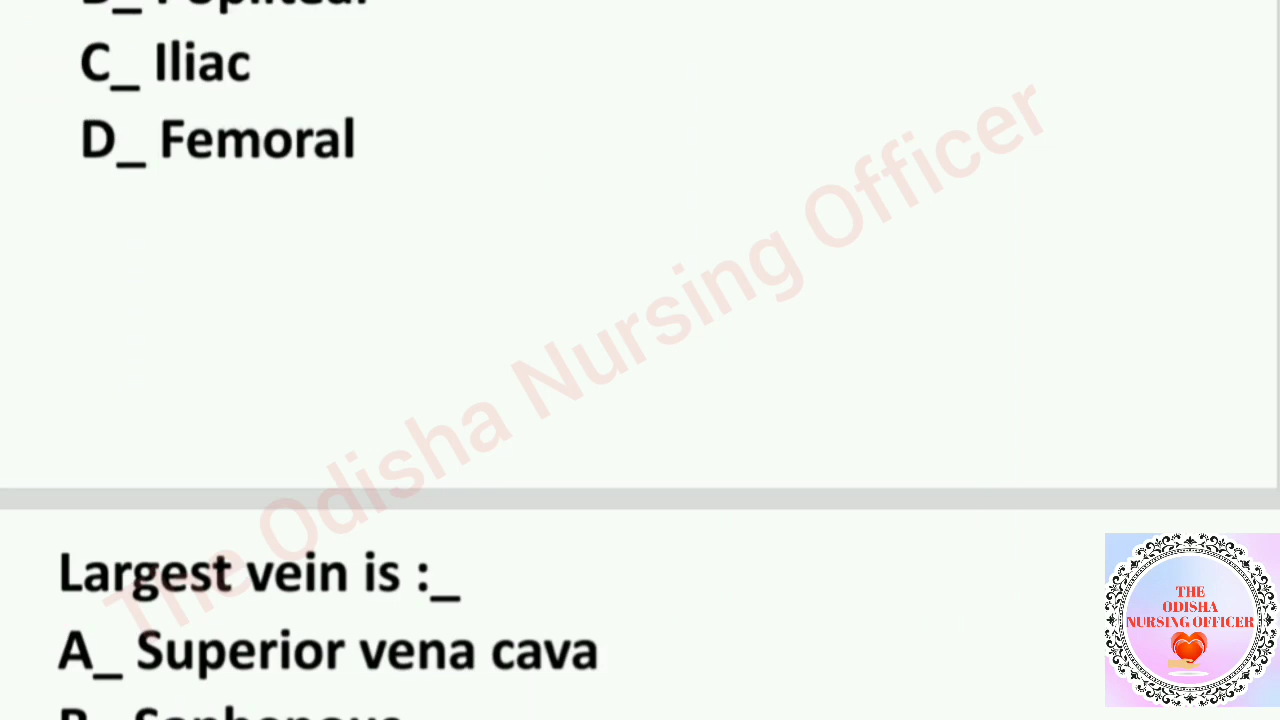 C_ Iliac
D_ Femoral
The Odisha Nursing Officer
Largest vein is :_
A_ Superior vena cava
THE
ODISHA
NURSING OFFICER